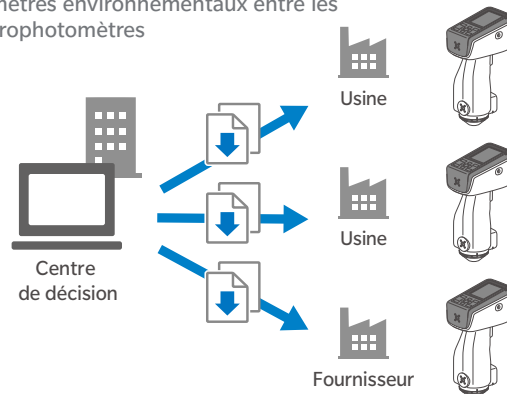 mètres environnementaux entre les
rophotomètres
Usine
Usine
Centre
de décision
Fournisseur